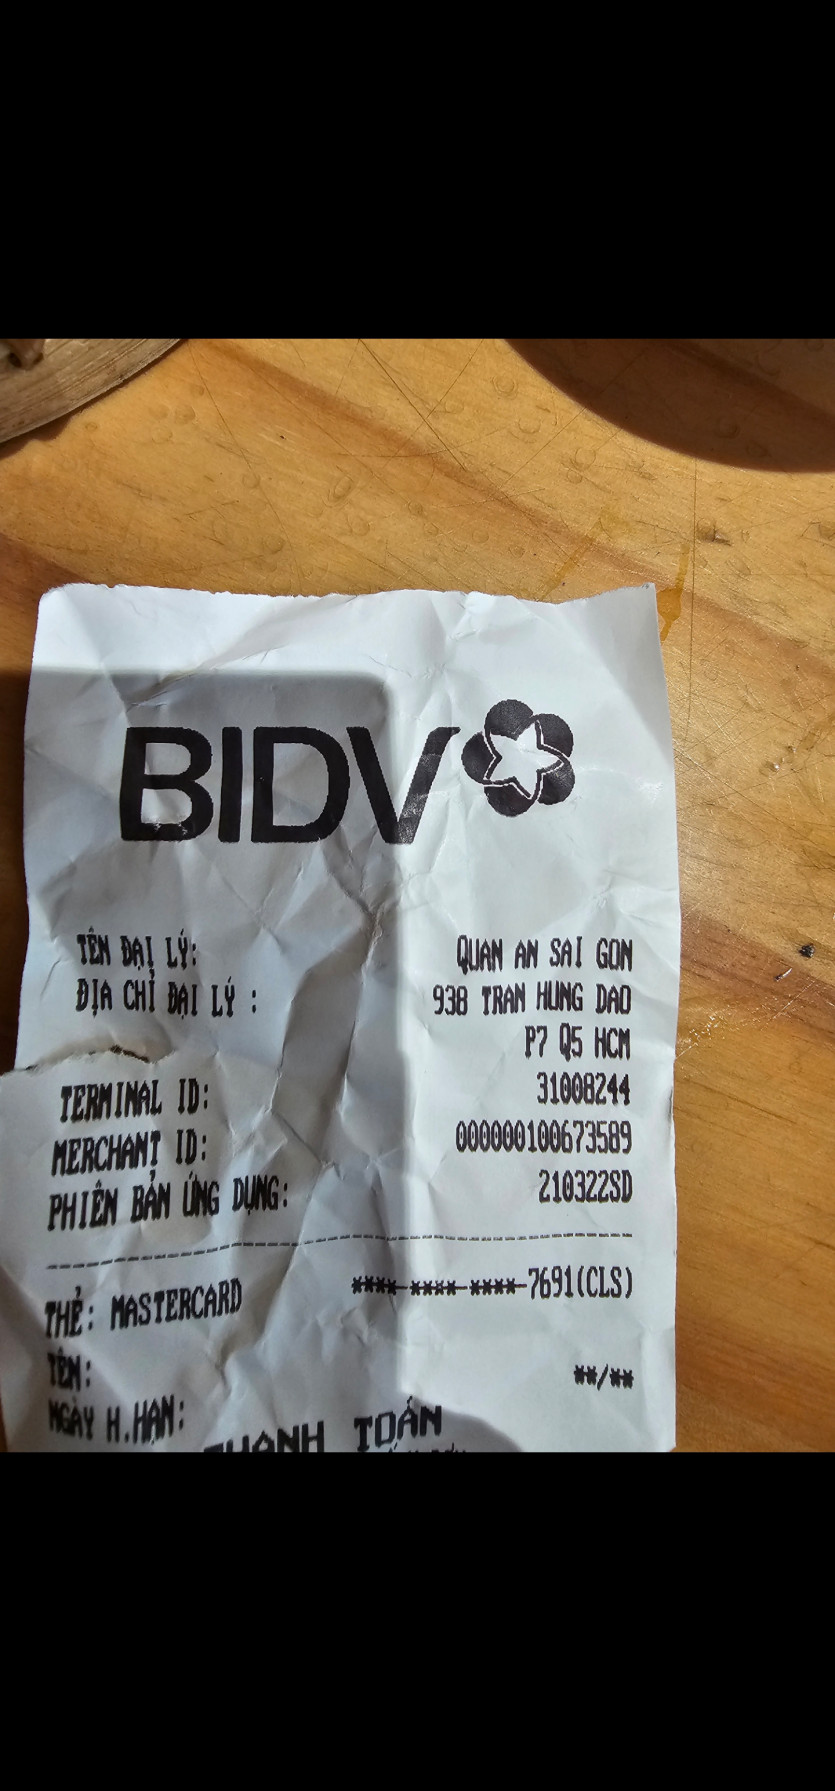 BIDV
TÊN ĐẠI LÝ: QUAN AN SAI GON
ĐỊA CHỈ ĐẠI LÝ : 938 TRAN HUNG DAO
P7 Q5 HCM
TERMINAL ID: 31008244
MERCHANT ID: 000000100673589
PHIÊN BẢN ỨNG DỤNG: 210322SD
THẺ: MASTERCARD ****-****-****-7691(CLS)
TÊN:
NGÀY H.HẠN: **/**
THANH TOÁN